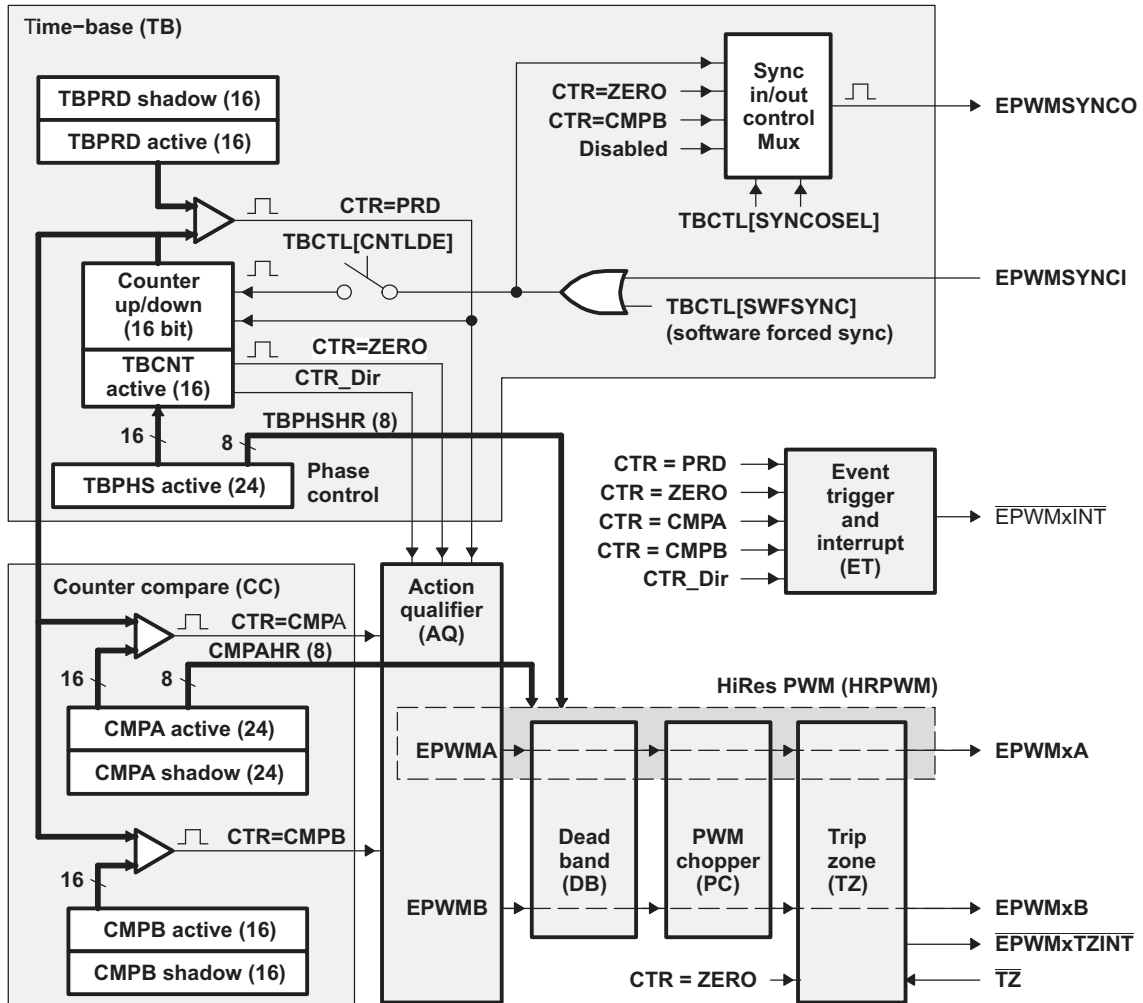 Time−base (TB)
TBPRD shadow (16)
TBPRD active (16)
CTR=ZERO
CTR=CMPB
Disabled
Sync
in/out
control
Mux
EPWMSYNCO
TBCTL[SYNCOSEL]
CTR=PRD
TBCTL[CNTLDE]
Counter
up/down
(16 bit)
TBCNT
active (16)
EPWMSYNCI
TBCTL[SWFSYNC]
(software forced sync)
CTR=ZERO
CTR_Dir
16
8
TBPHSHR (8)
TBPHS active (24)
Phase
control
CTR = PRD
CTR = ZERO
CTR = CMPA
CTR = CMPB
CTR_Dir
Event
trigger
and
interrupt
(ET)
EPWMxINT
Counter compare (CC)
CTR=CMPA
16
8
CMPAHR (8)
CMPA active (24)
CMPA shadow (24)
Action
qualifier
(AQ)
HiRes PWM (HRPWM)
EPWMA
EPWMxA
CTR=CMPB
16
CMPB active (16)
CMPB shadow (16)
Dead
band
(DB)
PWM
chopper
(PC)
Trip
zone
(TZ)
EPWMB
EPWMxB
EPWMxTZINT
CTR = ZERO
TZ